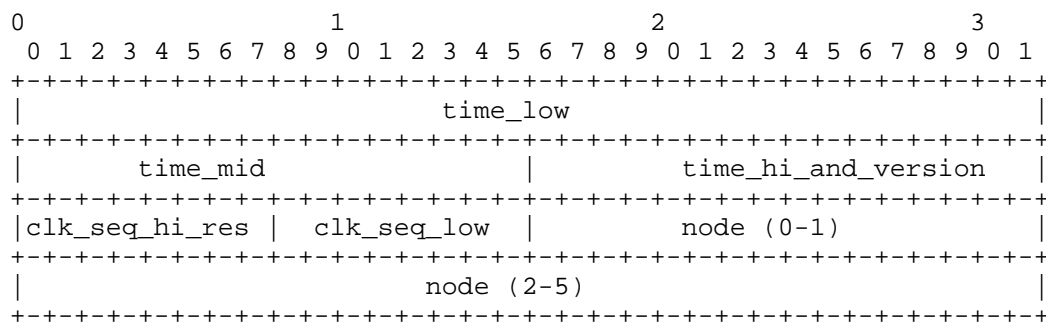 0                   1                   2                   3
 0 1 2 3 4 5 6 7 8 9 0 1 2 3 4 5 6 7 8 9 0 1 2 3 4 5 6 7 8 9 0 1
+-+-+-+-+-+-+-+-+-+-+-+-+-+-+-+-+-+-+-+-+-+-+-+-+-+-+-+-+-+-+-+-+
|                          time_low                             |
+-+-+-+-+-+-+-+-+-+-+-+-+-+-+-+-+-+-+-+-+-+-+-+-+-+-+-+-+-+-+-+-+
|       time_mid                |         time_hi_and_version   |
+-+-+-+-+-+-+-+-+-+-+-+-+-+-+-+-+-+-+-+-+-+-+-+-+-+-+-+-+-+-+-+-+
|clk_seq_hi_res |  clk_seq_low  |         node (0-1)            |
+-+-+-+-+-+-+-+-+-+-+-+-+-+-+-+-+-+-+-+-+-+-+-+-+-+-+-+-+-+-+-+-+
|                         node (2-5)                            |
+-+-+-+-+-+-+-+-+-+-+-+-+-+-+-+-+-+-+-+-+-+-+-+-+-+-+-+-+-+-+-+-+